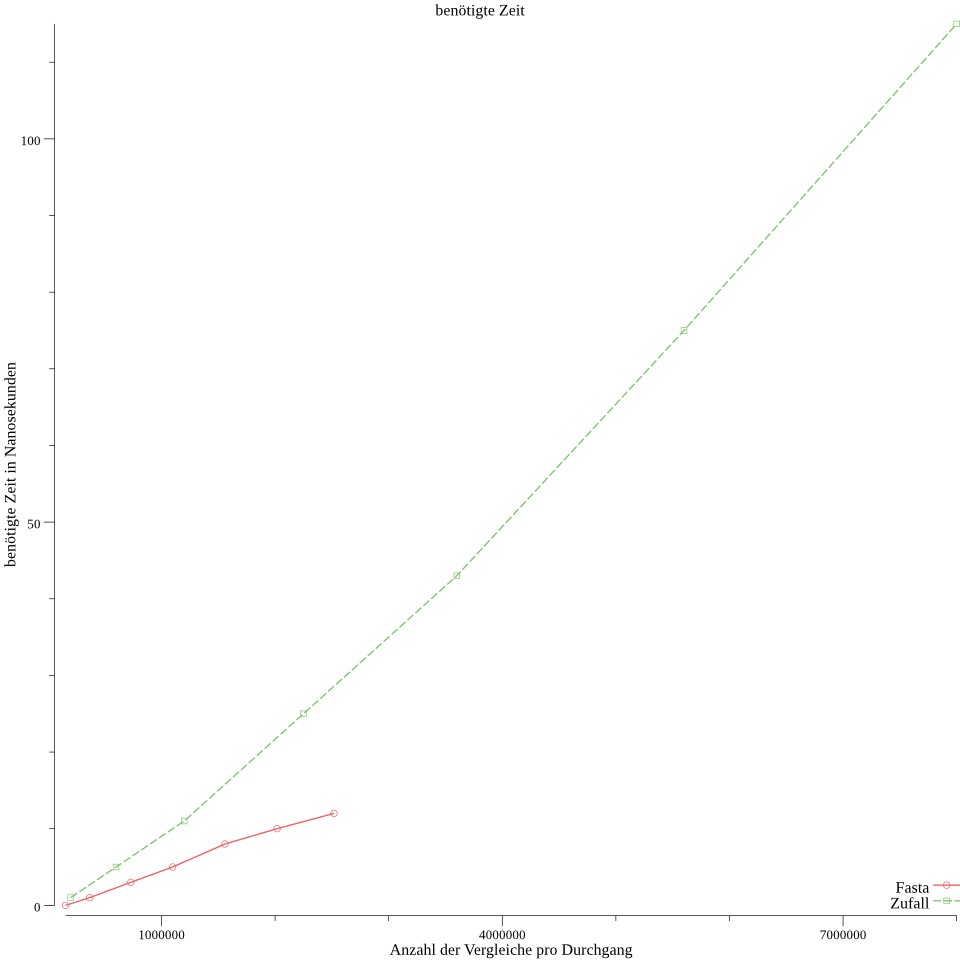 benötigte Zeit
benötigte Zeit in Nanosekunden
100
50
0
Fasta
Zufall
1000000 4000000 7000000
Anzahl der Vergleiche pro Durchgang